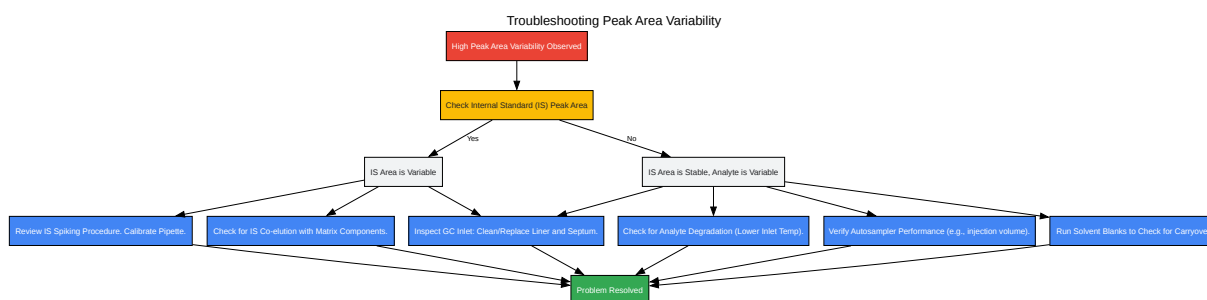 Troubleshooting Peak Area Variability
High Peak Area Variability Observed
Check Internal Standard (IS) Peak Area
Yes
No
IS Area is Variable
IS Area is Stable, Analyte is Variable
Review IS Spiking Procedure. Calibrate Pipette.
Check for IS Co-elution with Matrix Components.
Inspect GC Inlet: Clean/Replace Liner and Septum.
Check for Analyte Degradation (Lower Inlet Temp).
Verify Autosampler Performance (e.g., injection volume).
Run Solvent Blanks to Check for Carryove
Problem Resolved